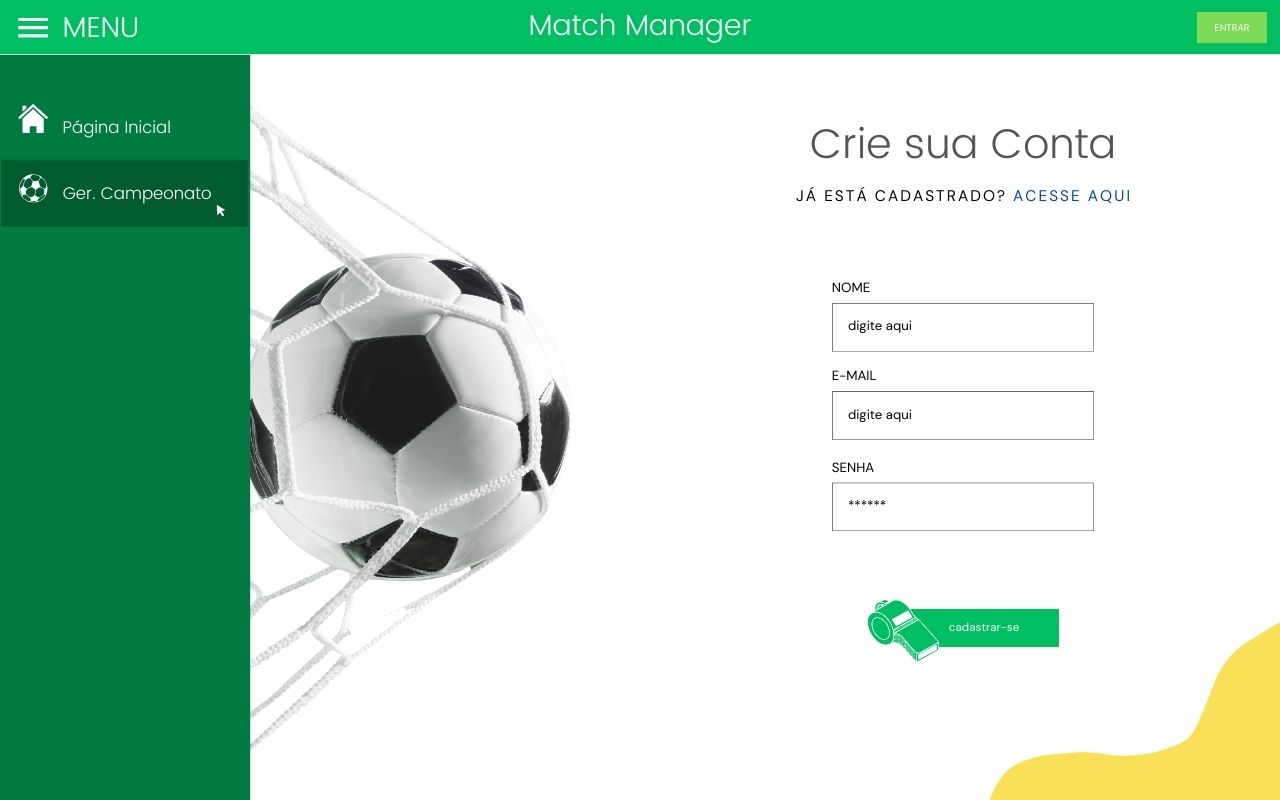 MENU
Match Manager
ENTRAR
Página Inicial
Ger. Campeonato
Crie sua Conta
JÁ ESTÁ CADASTRADO? ACESSE AQUI
NOME
digite aqui
E-MAIL
digite aqui
SENHA
******
cadastrar-se